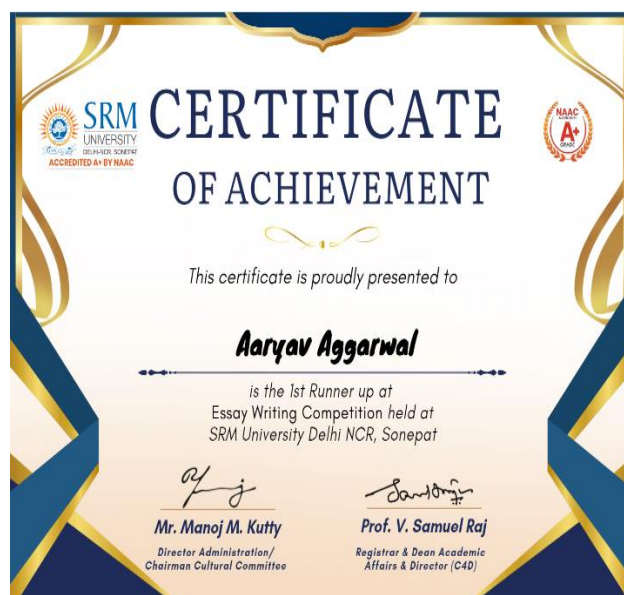 SRM
UNIVERSITY
DELHI-NCR, SONEPAT
ACCREDITED A+ BY NAAC
NAAC
A+
GRADE
CERTIFICATE
OF ACHIEVEMENT
This certificate is proudly presented to
Aaryav Aggarwal
is the 1st Runner up at
Essay Writing Competition held at
SRM University Delhi NCR, Sonepat
Mr. Manoj M. Kutty
Director Administration/
Chairman Cultural Committee
Prof. V. Samuel Raj
Registrar & Dean Academic
Affairs & Director (C4D)